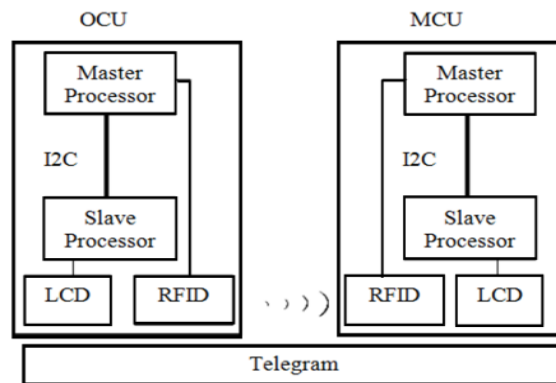 OCU
MCU
Master
Processor
Master
Processor
I2C
I2C
Slave
Processor
Slave
Processor
LCD
RFID
RFID
LCD
Telegram